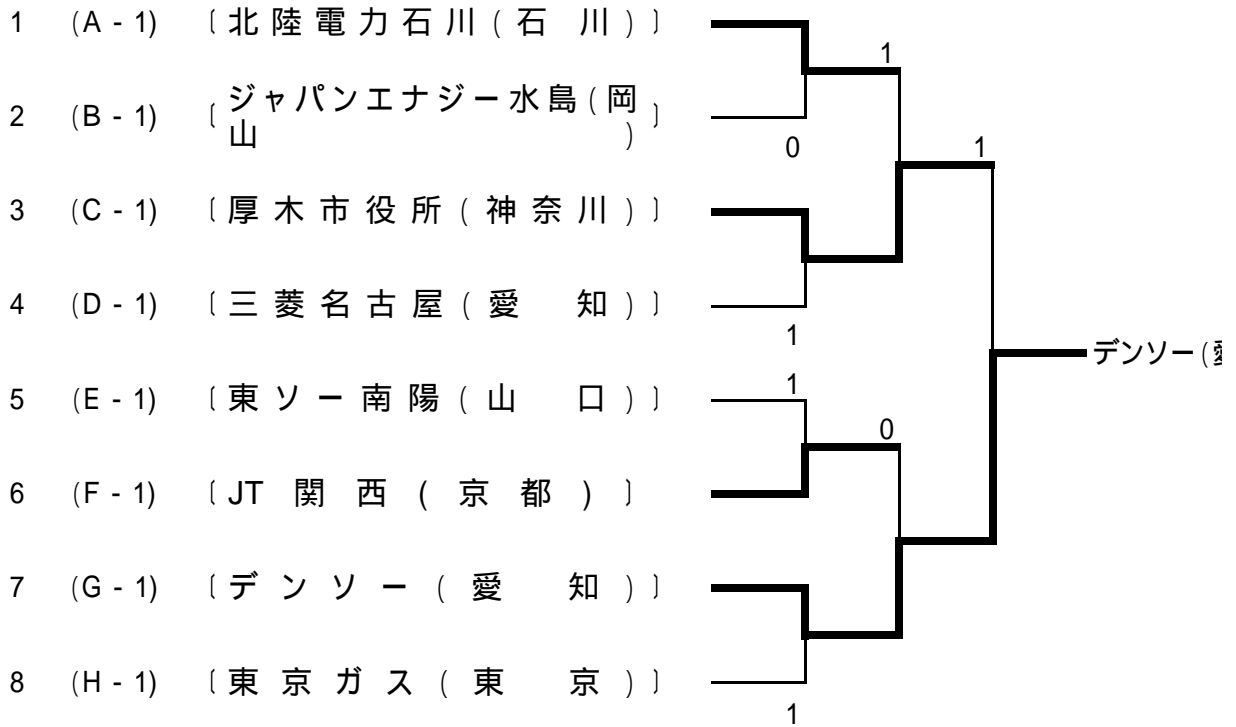 1 (A - 1) 〔北陸電力石川(石 川)〕
1
2 (B - 1) 〔ジャパンエナジー水島(岡
山 )〕
0
1
3 (C - 1) 〔厚木市役所(神奈川)〕
4 (D - 1) 〔三菱名古屋(愛 知)〕
1
デンソー(
5 (E - 1) 〔東ソー南陽(山 口)〕
1
0
6 (F - 1) 〔JT関西(京都)〕
7 (G - 1) 〔デンソー(愛 知)〕
8 (H - 1) 〔東京ガス(東 京)〕
1